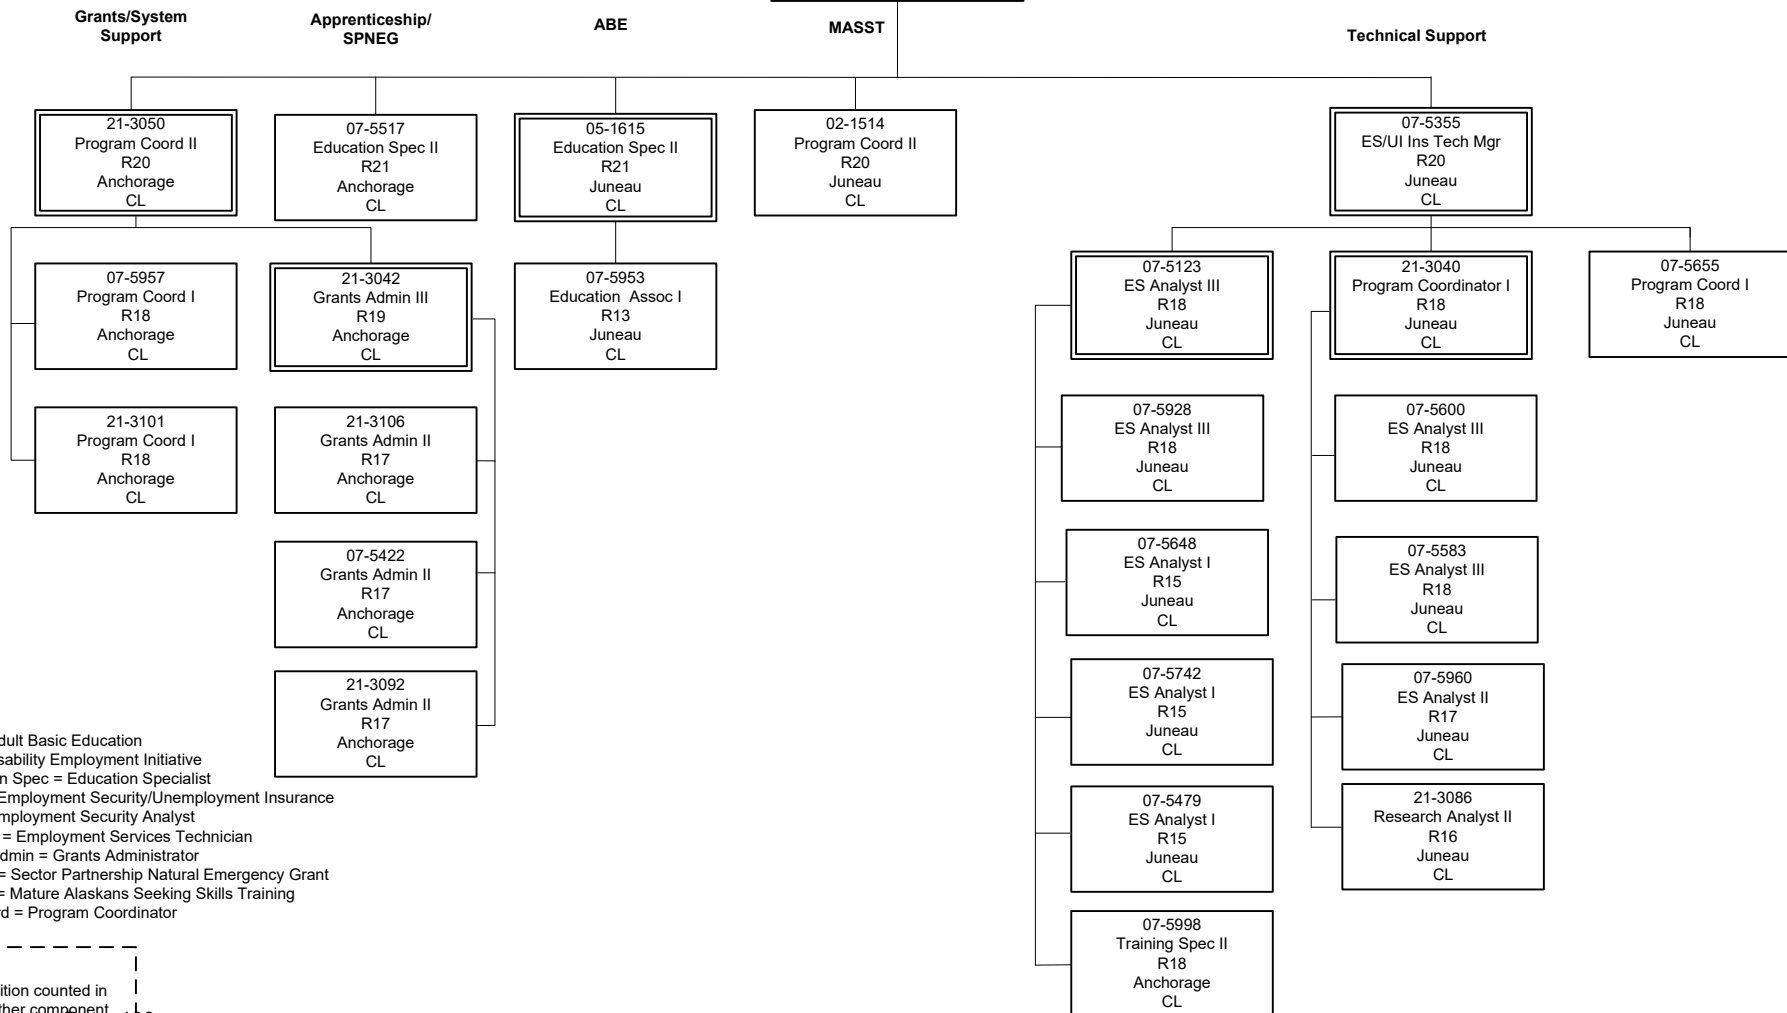 Grants/System
Support
Apprenticeship/
SPNEG
ABE
MASST
Technical Support
21-3050
Program Coord II
R20
Anchorage
CL
07-5517
Education Spec II
R21
Anchorage
CL
05-1615
Education Spec II
R21
Juneau
CL
02-1514
Program Coord II
R20
Juneau
CL
07-5355
ES/UI Ins Tech Mgr
R20
Juneau
CL
07-5957
Program Coord I
R18
Anchorage
CL
21-3042
Grants Admin III
R19
Anchorage
CL
07-5953
Education Assoc I
R13
Juneau
CL
07-5123
ES Analyst III
R18
Juneau
CL
21-3040
Program Coordinator I
R18
Juneau
CL
07-5655
Program Coord I
R18
Juneau
CL
21-3101
Program Coord I
R18
Anchorage
CL
21-3106
Grants Admin II
R17
Anchorage
CL
07-5928
ES Analyst III
R18
Juneau
CL
07-5600
ES Analyst III
R18
Juneau
CL
07-5422
Grants Admin II
R17
Anchorage
CL
07-5648
ES Analyst I
R15
Juneau
CL
07-5583
ES Analyst III
R18
Juneau
CL
21-3092
Grants Admin II
R17
Anchorage
CL
07-5742
ES Analyst I
R15
Juneau
CL
07-5960
ES Analyst II
R17
Juneau
CL
07-5479
ES Analyst I
R15
Juneau
CL
21-3086
Research Analyst II
R16
Juneau
CL
07-5998
Training Spec II
R18
Anchorage
CL
dult Basic Education
sability Employment Initiative
n Spec = Education Specialist
Employment Security/Unemployment Insurance
mployment Security Analyst
= Employment Services Technician
dmin = Grants Administrator
= Sector Partnership Natural Emergency Grant
= Mature Alaskans Seeking Skills Training
rd = Program Coordinator
ition counted in
ther component